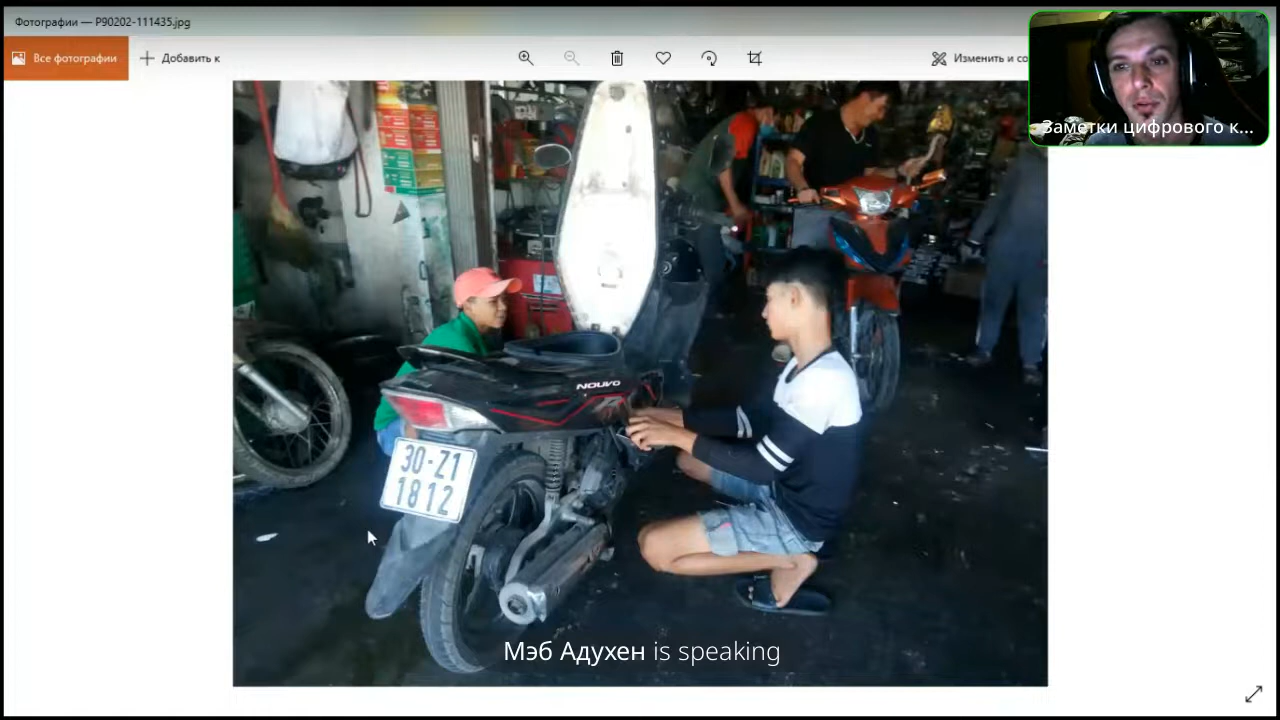 Фотографии — P90202-111435.jpg
Все фотографии
Добавить к
Изменить и со
Заметки цифрового к...
NOUVO
30-Z1
1812
Мэб Адухен is speaking